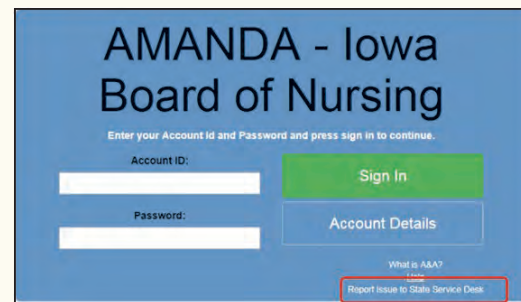 AMANDA - Iowa
Board of Nursing
Enter your Account Id and Password and press sign in to continue.
Account ID:
Sign In
Password:
Account Details
What is A&A?
Help
Report Issue to State Service Desk